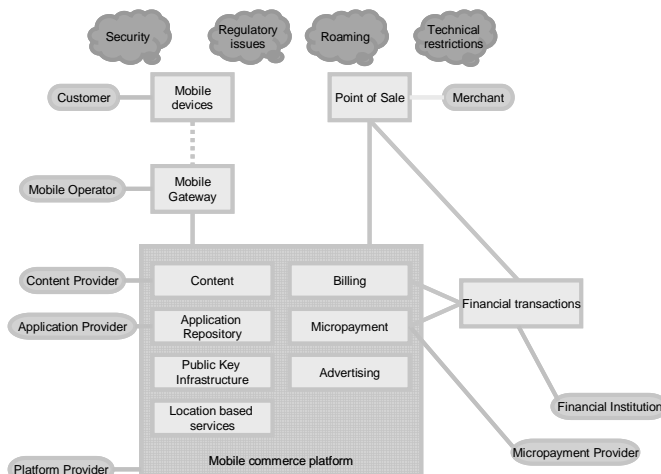 Security
Regulatory
issues
Roaming
Technical
restrictions
Customer
Mobile
devices
Point of Sale
Merchant
Mobile Operator
Mobile
Gateway
Content Provider
Content
Billing
Financial transactions
Application Provider
Application
Repository
Micropayment
Public Key
Infrastructure
Advertising
Location based
services
Financial Institution
Micropayment Provider
Platform Provider
Mobile commerce platform